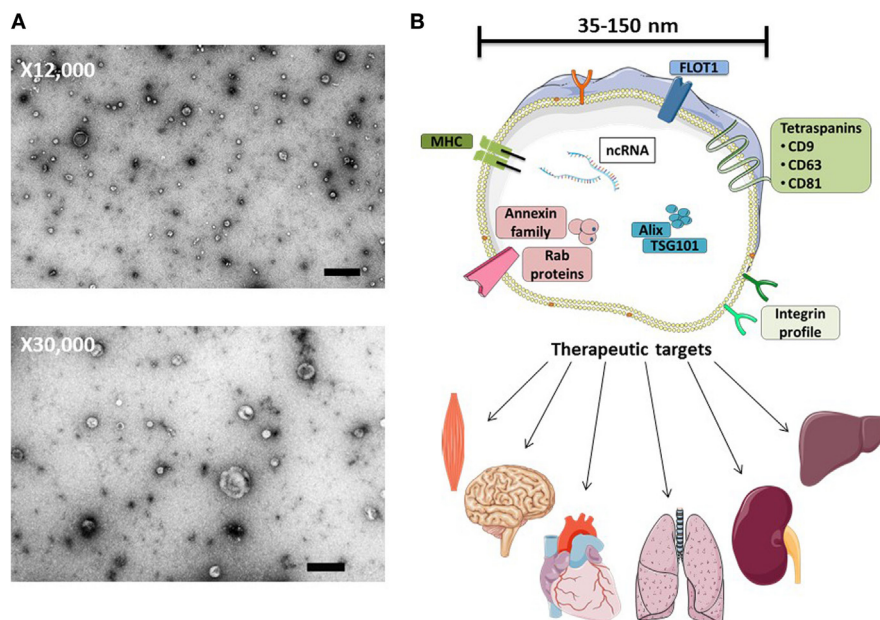 A
X12,000
X30,000
B
35-150 nm
FLOT1
MHC
ncRNA
Tetraspanins
• CD9
• CD63
• CD81
Annexin
family
Rab
proteins
Alix
TSG101
Integrin
profile
Therapeutic targets